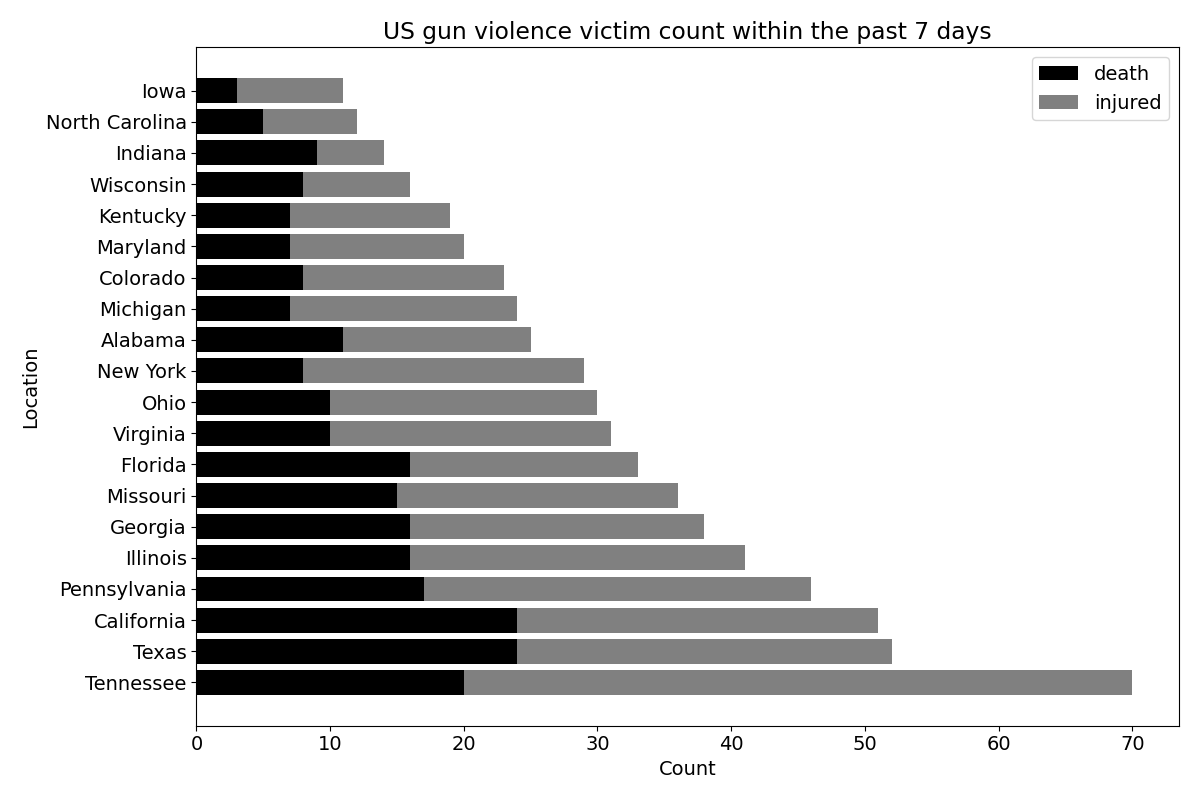 US gun violence victim count within the past 7 days
death
injured
Location
Iowa
North Carolina
Indiana
Wisconsin
Kentucky
Maryland
Colorado
Michigan
Alabama
New York
Ohio
Virginia
Florida
Missouri
Georgia
Illinois
Pennsylvania
California
Texas
Tennessee
0 10 20 30 40 50 60 70
Count